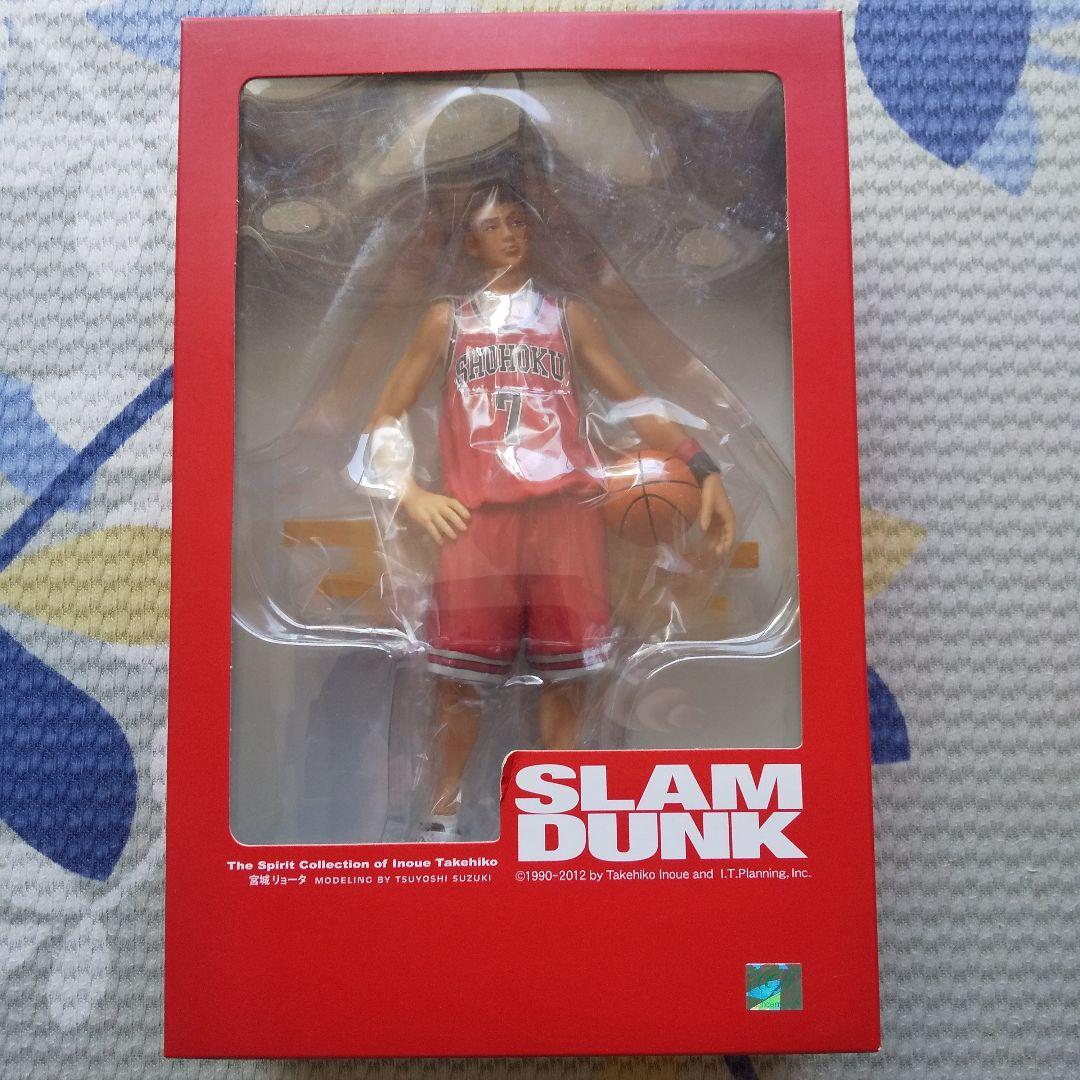 SHOHOKU
7
SLAM
DUNK
The Spirit Collection of Inoue Takehiko
宮城リョータ MODELING BY TSUYOSHI SUZUKI
©1990-2012 by Takehiko Inoue and I.T.Planning, Inc.